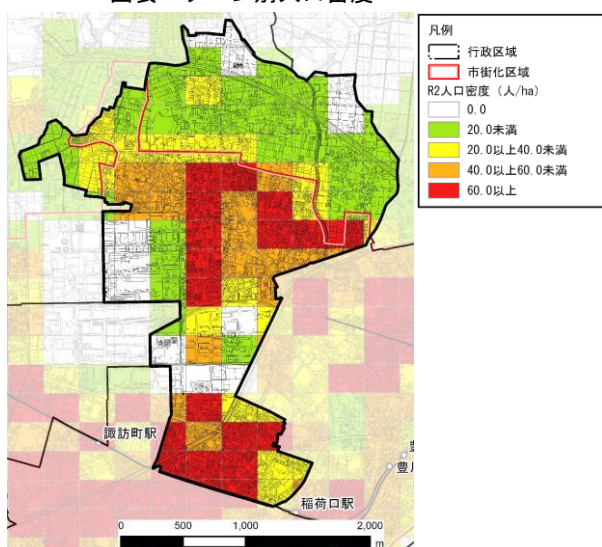 凡例
行政区域
市街化区域
R2人口密度（人/ha）
0.0
20.0未満
20.0以上40.0未満
40.0以上60.0未満
60.0以上
諏訪町駅
稲荷口駅
0 500 1,000 2,000
m